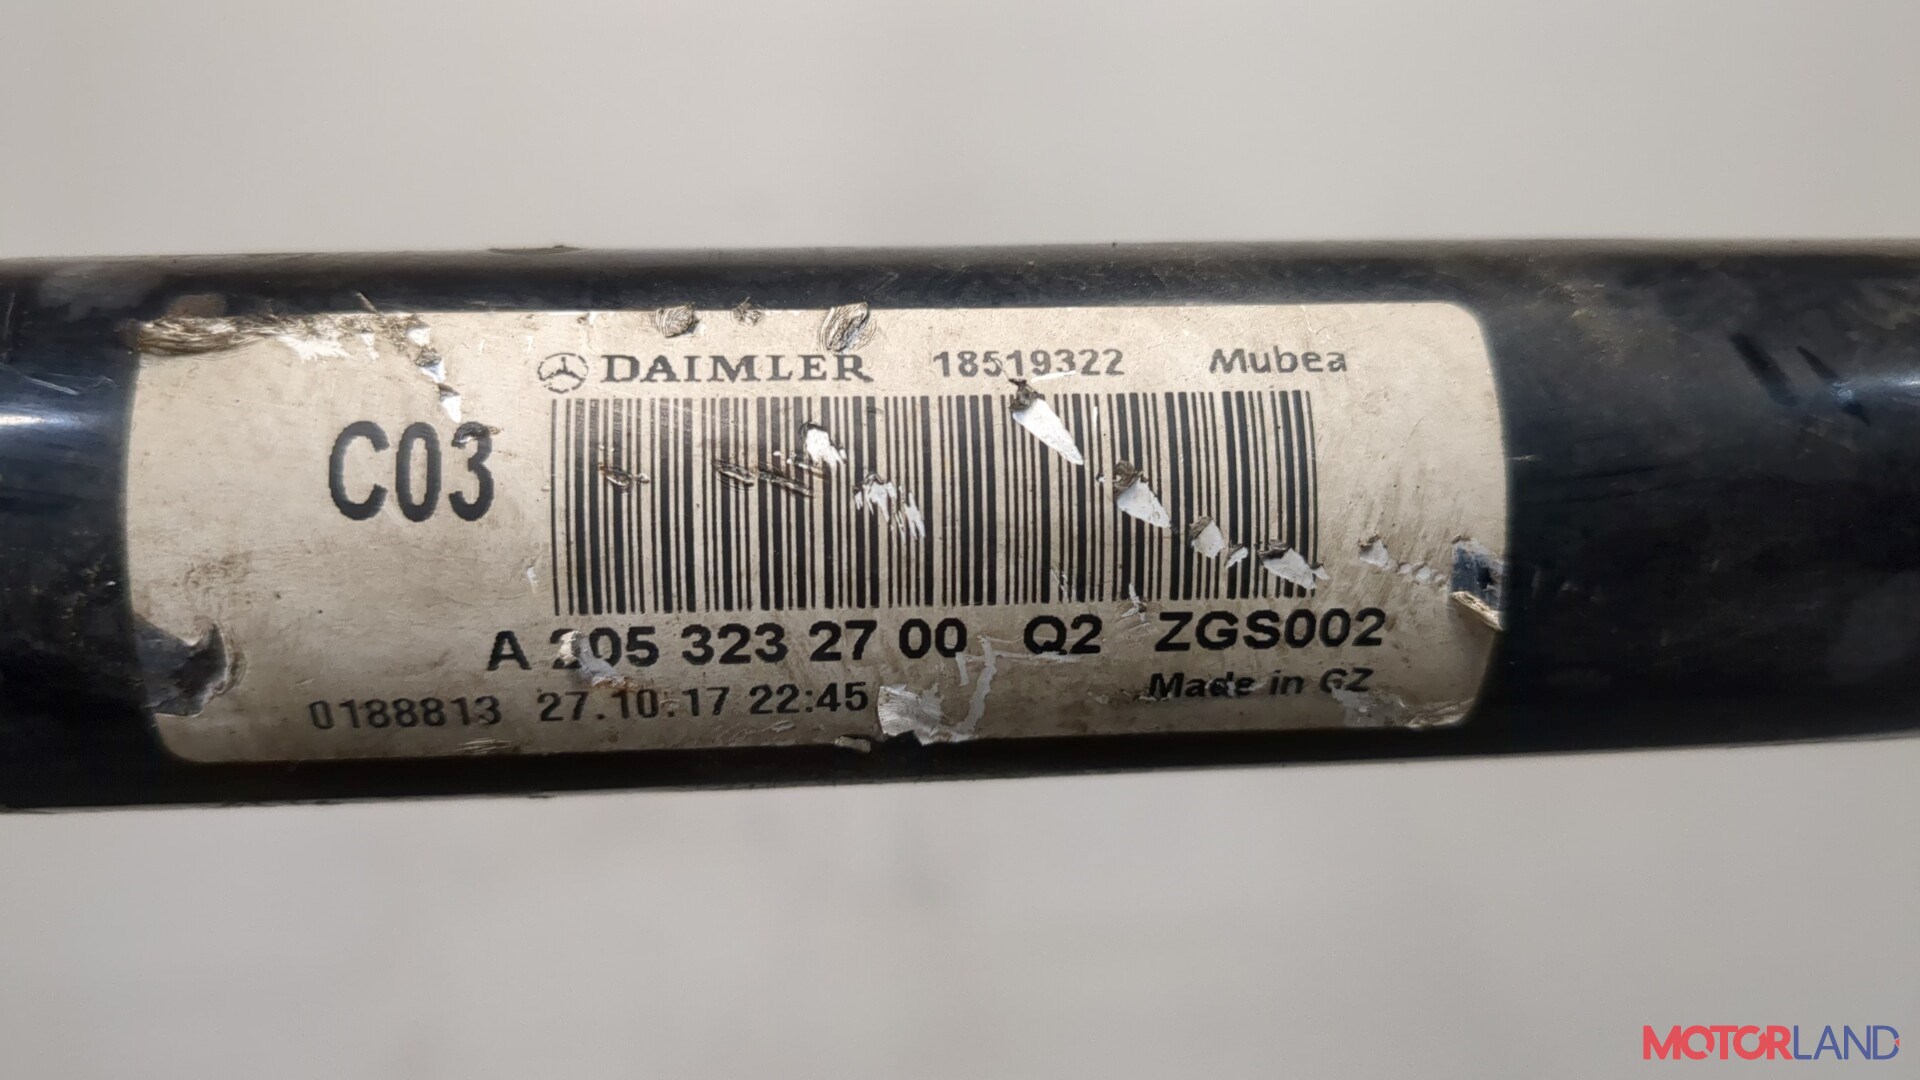 DAIMLER 18519322 Mubea
C03
A 205 323 27 00 Q2 ZGS002
Made in CZ
0188813 27.10.17 22:45
MOTORLAND